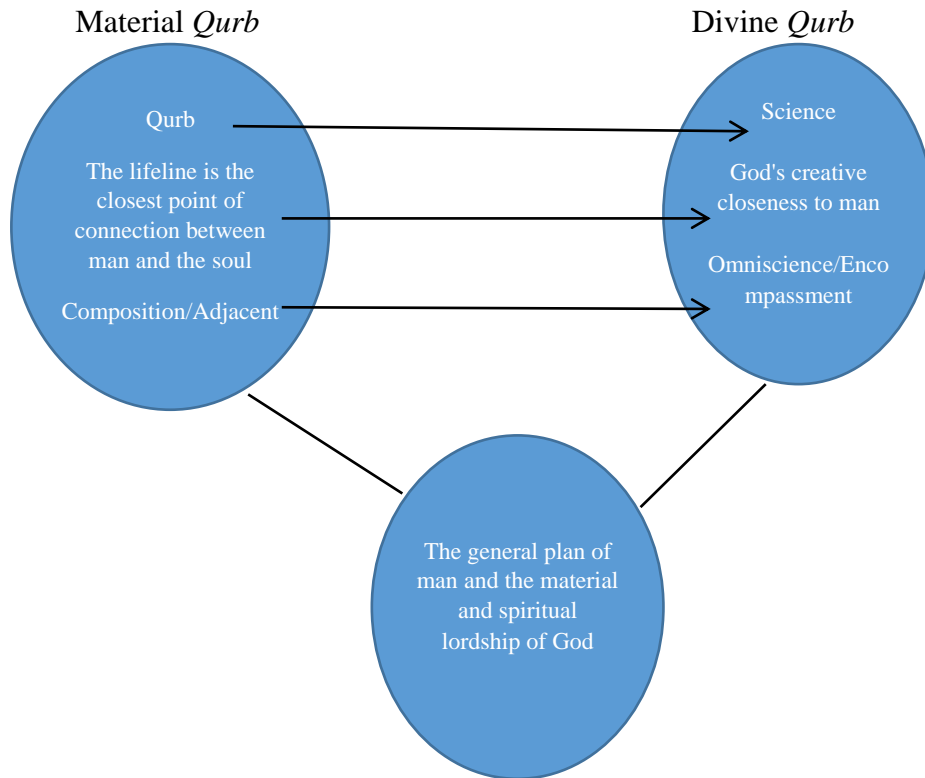 Material Qurb
Divine Qurb
Qurb
The lifeline is the
closest point of
connection between
man and the soul
Composition/Adjacent
Science
God's creative
closeness to man
Omniscience/Enco
mpassment
The general plan of
man and the material
and spiritual
lordship of God